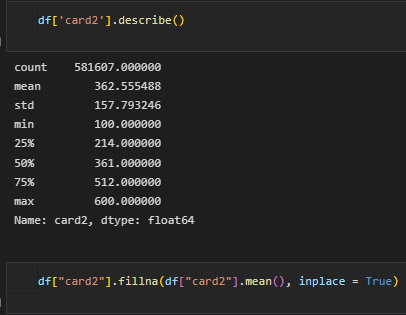 df['card2'].describe()
count    581607.000000
mean        362.555488
std         157.793246
min         100.000000
25%         214.000000
50%         361.000000
75%         512.000000
max         600.000000
Name: card2, dtype: float64
df["card2"].fillna(df["card2"].mean(), inplace = True)